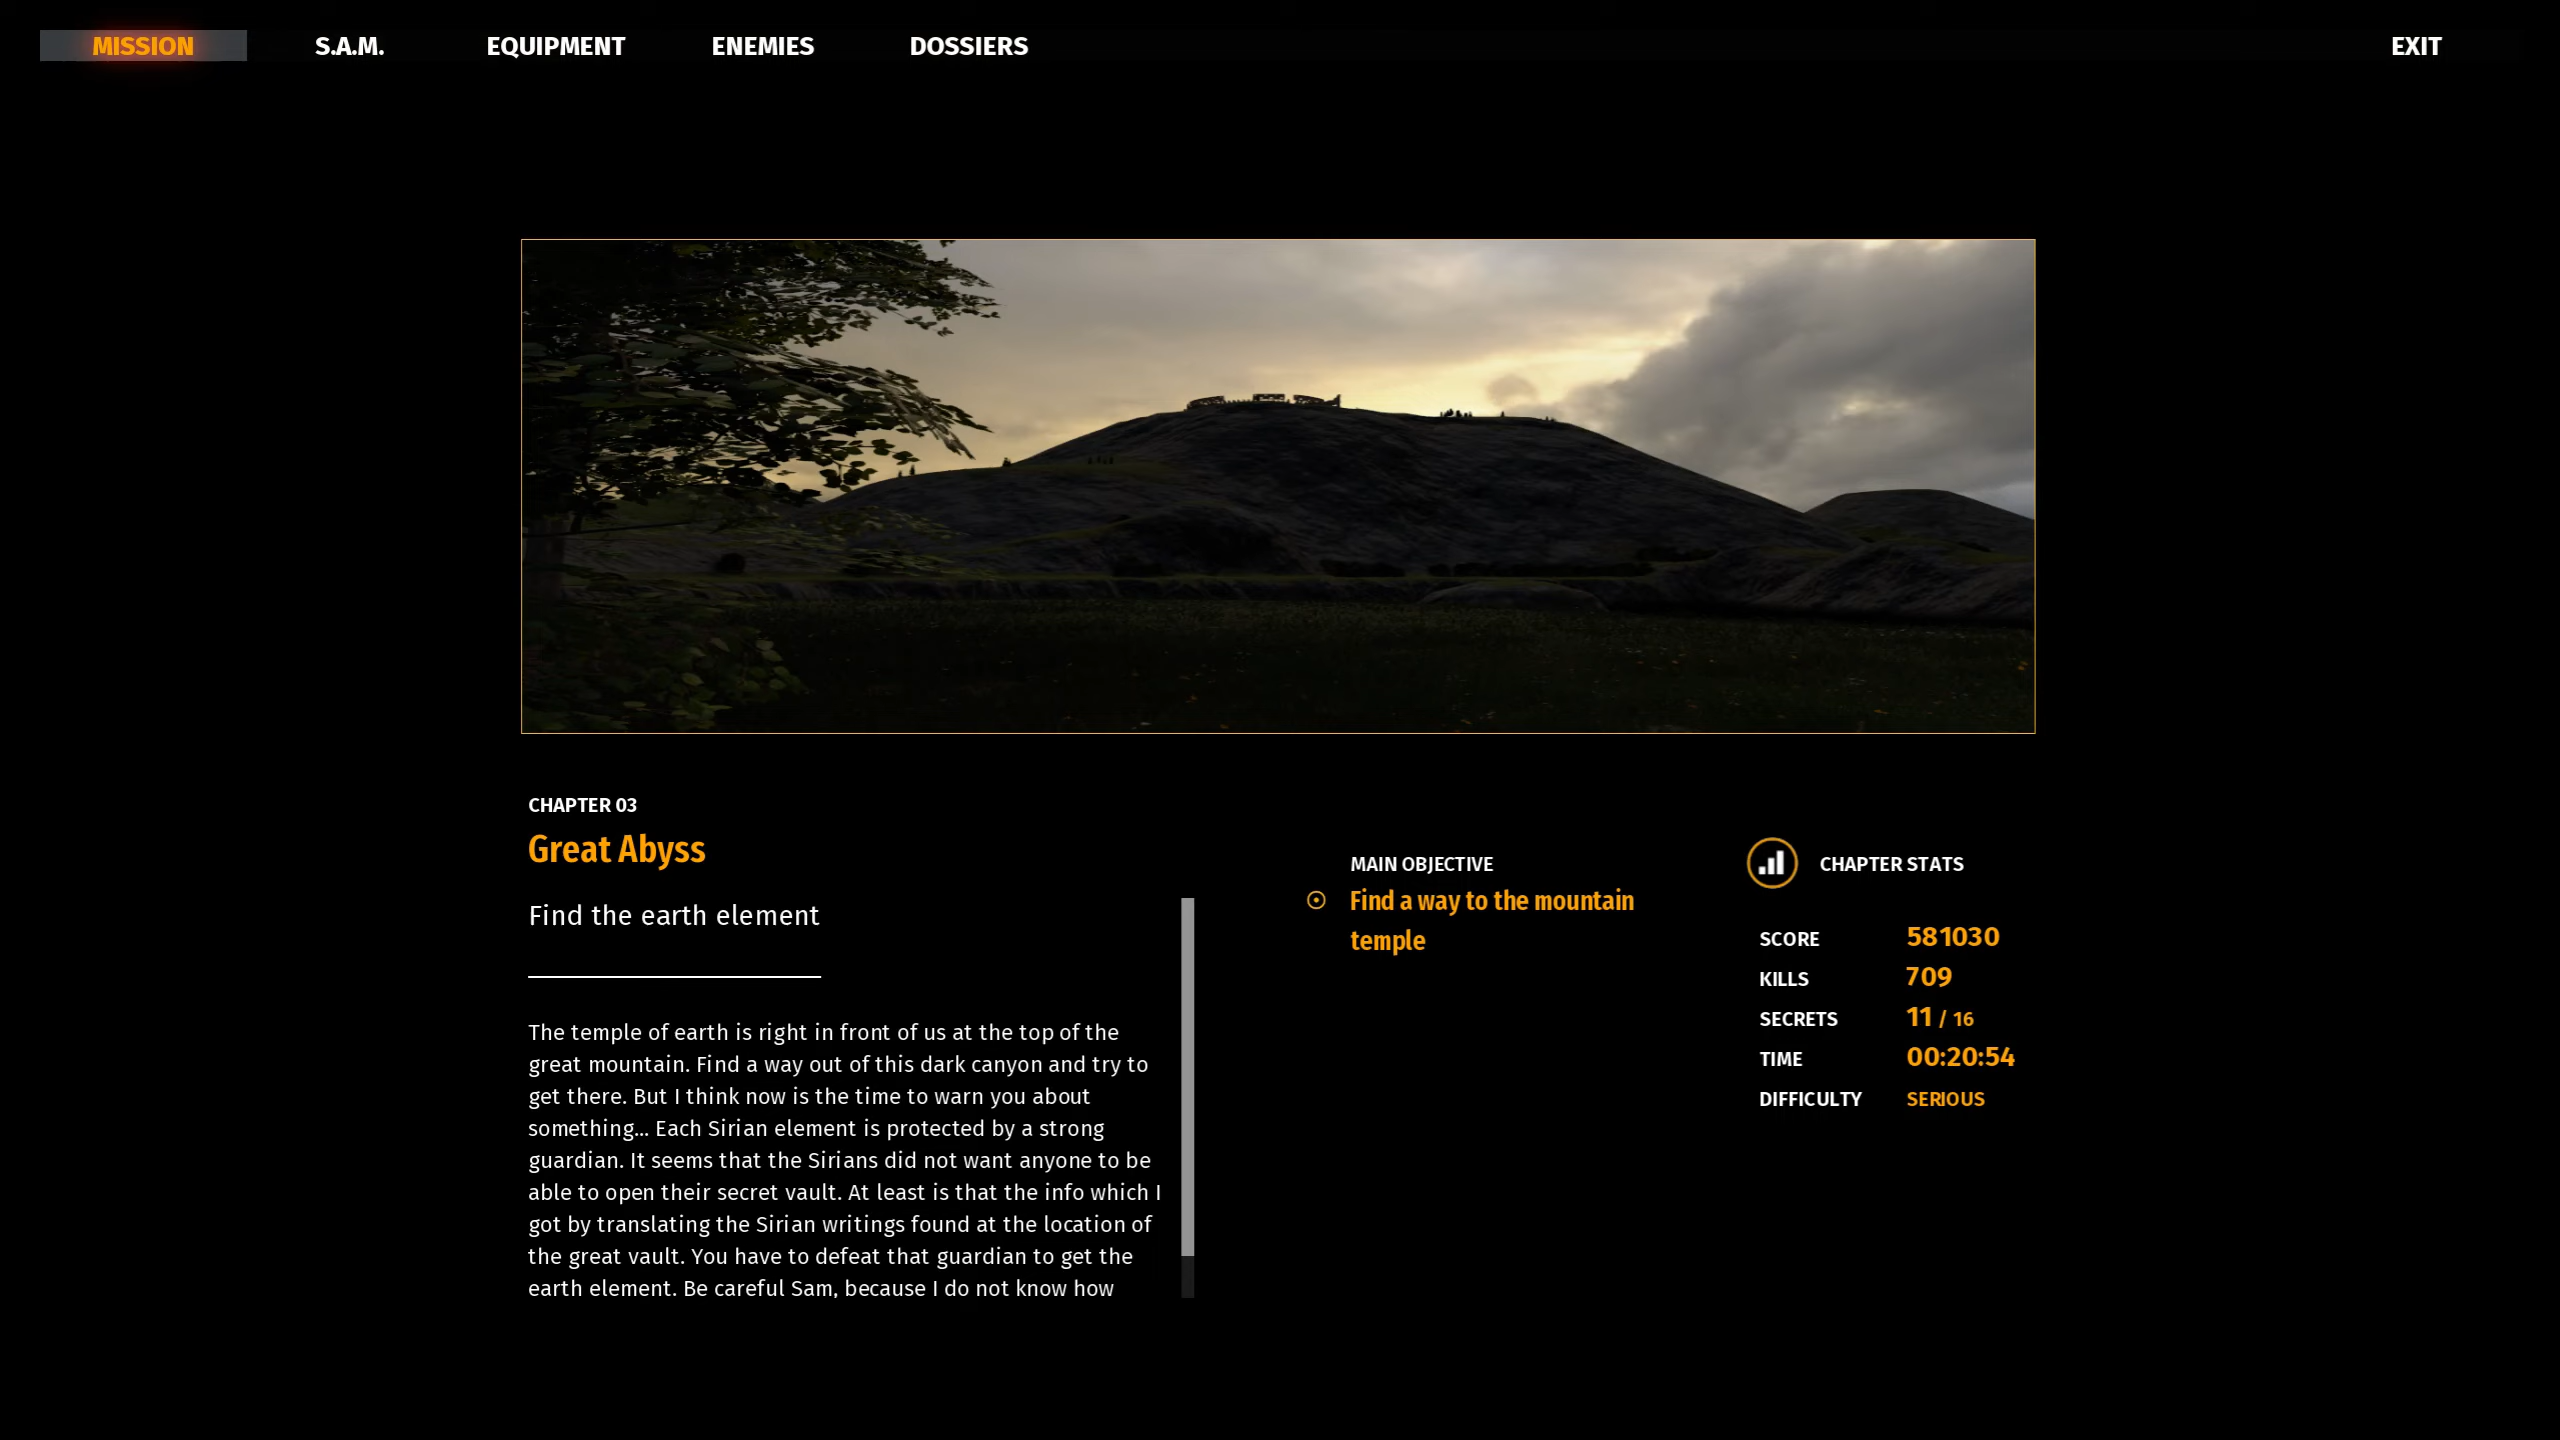 MISSION
S.A.M.
EQUIPMENT
ENEMIES
DOSSIERS
EXIT
CHAPTER 03
Great Abyss
Find the earth element
The temple of earth is right in front of us at the top of the
great mountain. Find a way out of this dark canyon and try to
get there. But I think now is the time to warn you about
something... Each Sirian element is protected by a strong
guardian. It seems that the Sirians did not want anyone to be
able to open their secret vault. At least is that the info which I
got by translating the Sirian writings found at the location of
the great vault. You have to defeat that guardian to get the
earth element. Be careful Sam, because I do not know how
MAIN OBJECTIVE
Find a way to the mountain
temple
CHAPTER STATS
SCORE 581030
KILLS 709
SECRETS 11 / 16
TIME 00:20:54
DIFFICULTY SERIOUS